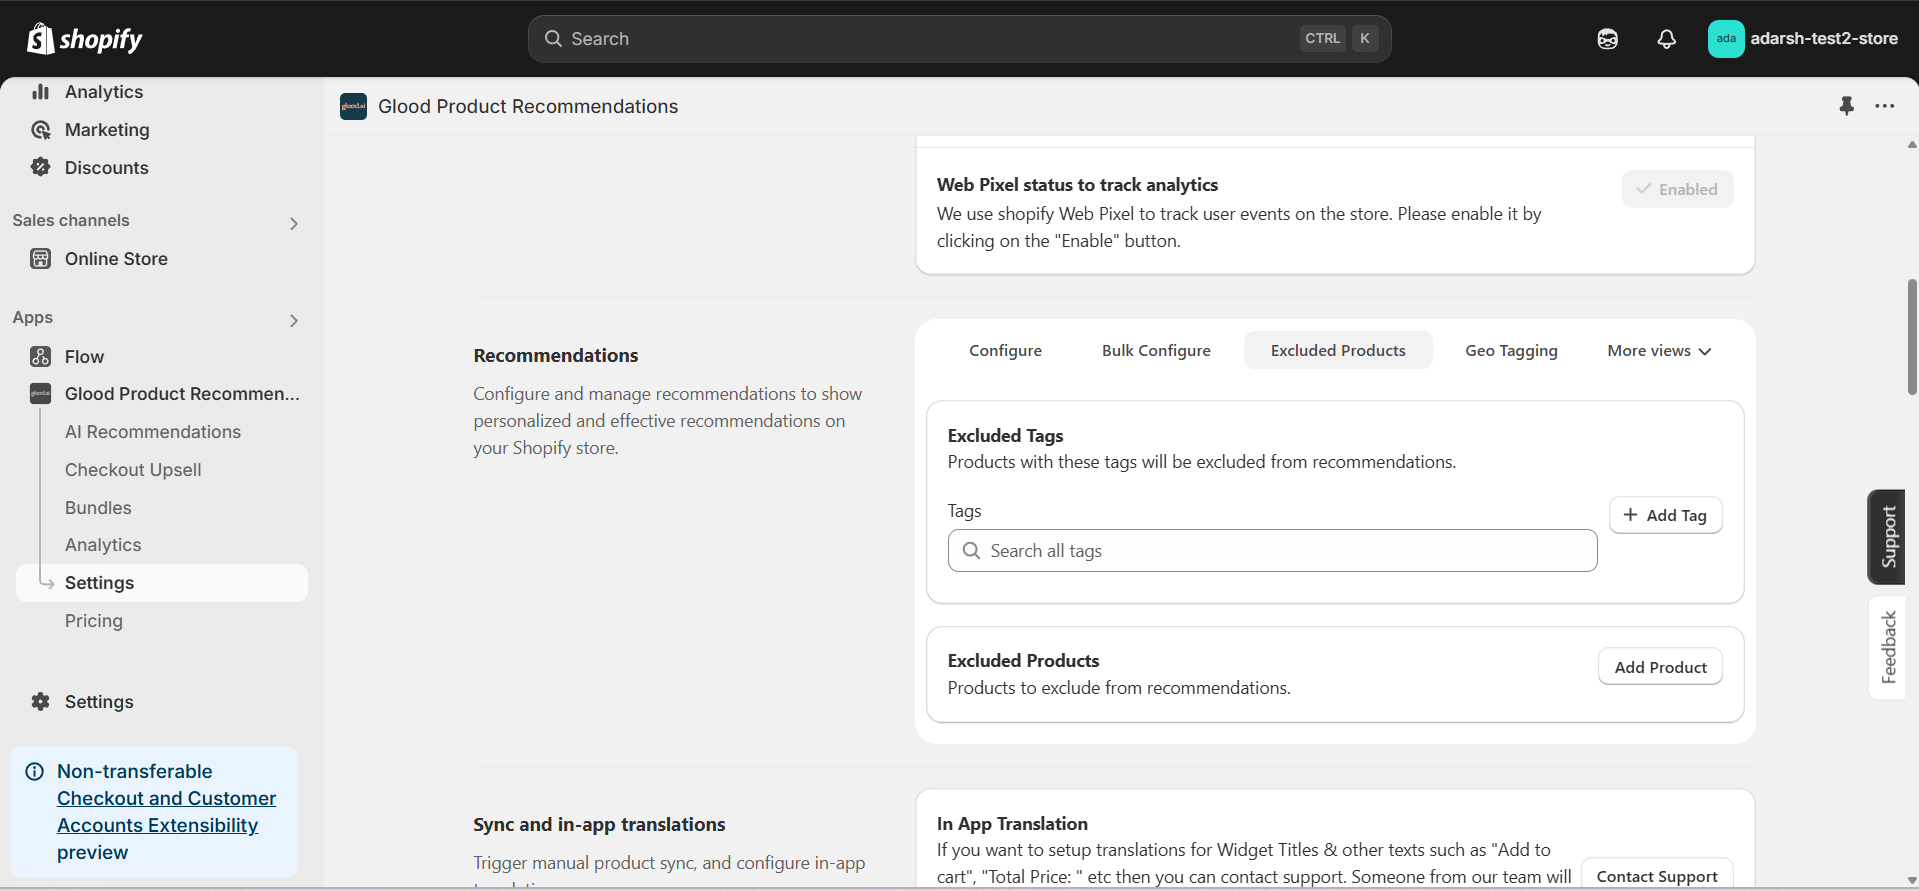 shopify
Search
CTRL K
ada
adarsh-test2-store
Analytics
Marketing
Discounts
Sales channels
Online Store
Apps
Flow
Glood Product Recommen...
AI Recommendations
Checkout Upsell
Bundles
Analytics
Settings
Pricing
Settings
Non-transferable
Checkout and Customer
Accounts Extensibility
preview
glood.ai
Glood Product Recommendations
Web Pixel status to track analytics
Enabled
We use shopify Web Pixel to track user events on the store. Please enable it by
clicking on the "Enable" button.
Recommendations
Configure and manage recommendations to show
personalized and effective recommendations on
your Shopify store.
Configure
Bulk Configure
Excluded Products
Geo Tagging
More views
Excluded Tags
Products with these tags will be excluded from recommendations.
Tags
Add Tag
Search all tags
Excluded Products
Products to exclude from recommendations.
Add Product
Support
Feedback
Sync and in-app translations
Trigger manual product sync, and configure in-app
In App Translation
If you want to setup translations for Widget Titles & other texts such as "Add to
cart", "Total Price: " etc then you can contact support. Someone from our team will
Contact Support